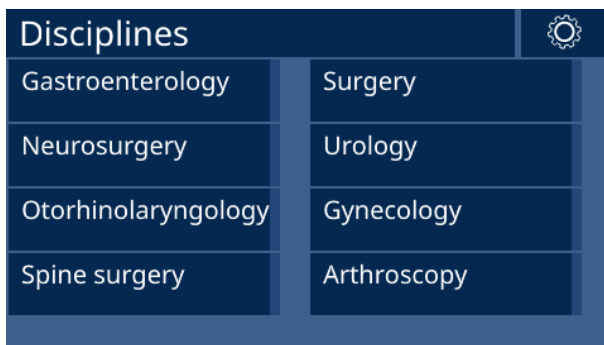 Disciplines
Gastroenterology
Surgery
Neurosurgery
Urology
Otorhinolaryngology
Gynecology
Spine surgery
Arthroscopy